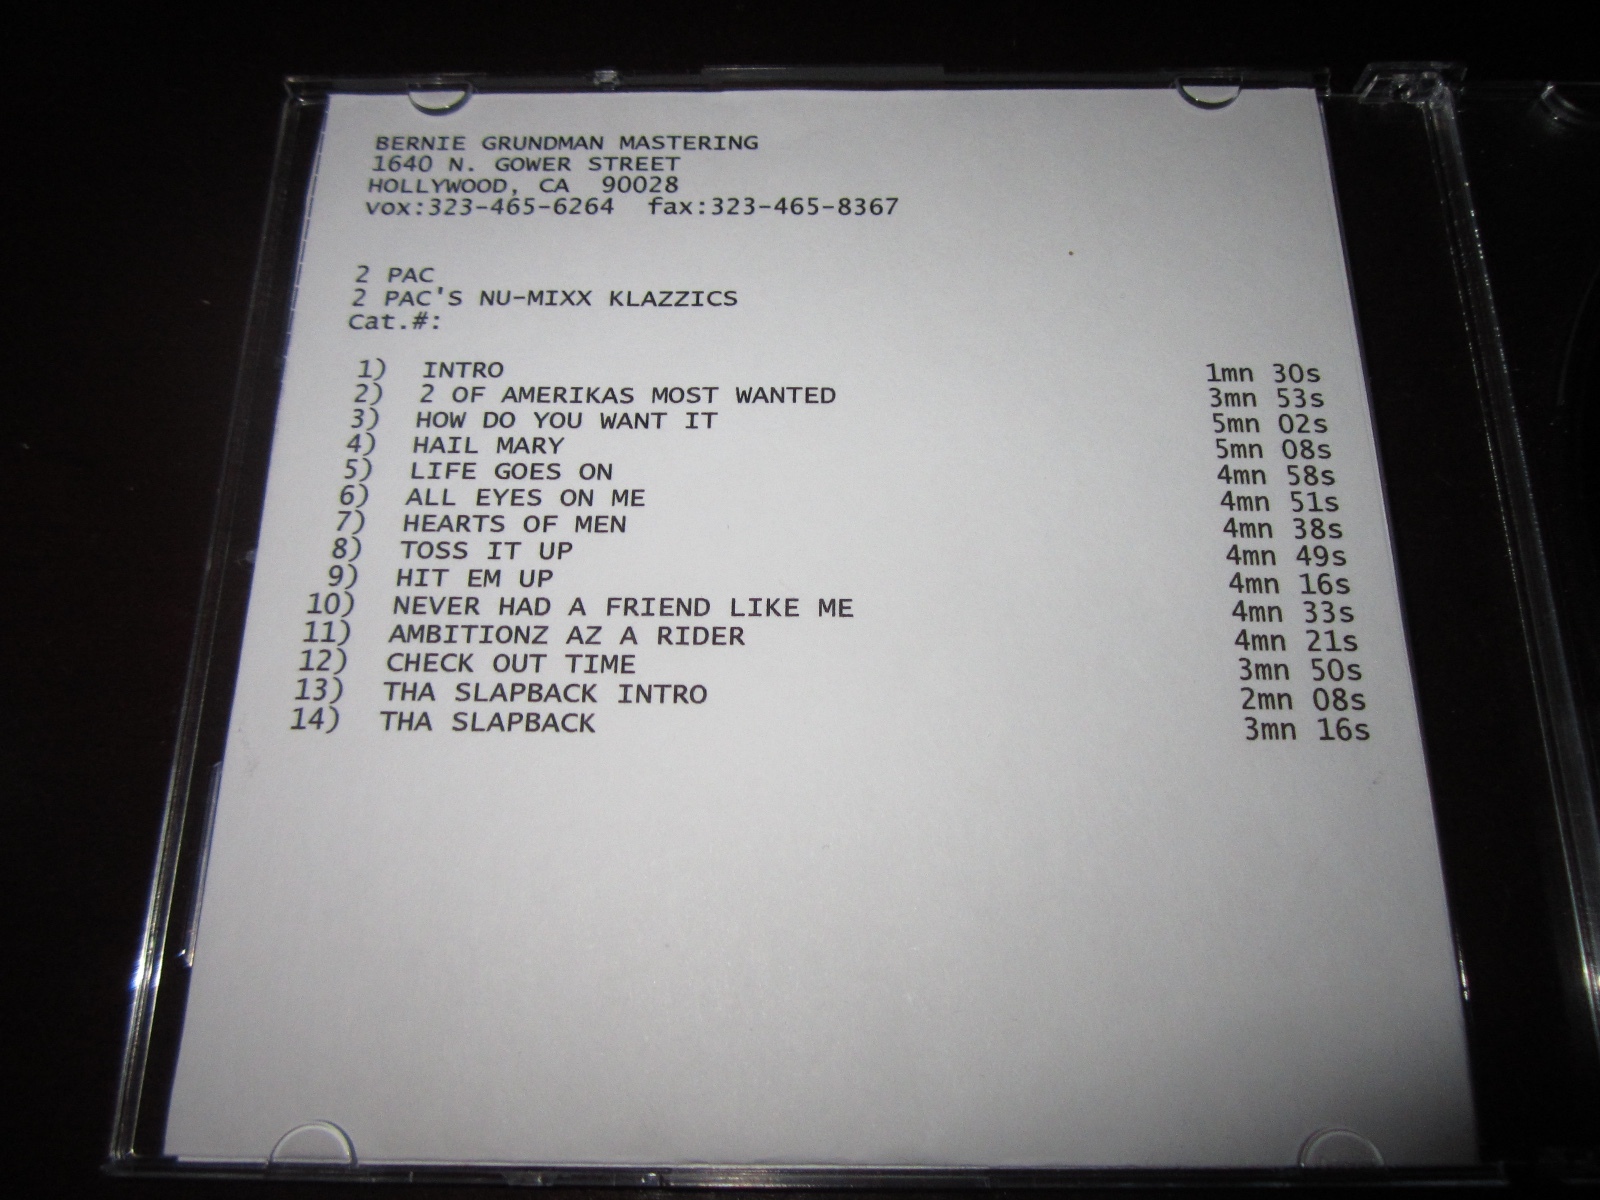 BERNIE GRUNDMAN MASTERING
1640 N. GOWER STREET
HOLLYWOOD, CA 90028
vox:323-465-6264 fax:323-465-8367
2 PAC
2 PAC'S NU-MIXX KLAZZICS
Cat.#:
1) INTRO 1mn 30s
2) 2 OF AMERIKAS MOST WANTED 3mn 53s
3) HOW DO YOU WANT IT 5mn 02s
4) HAIL MARY 5mn 08s
5) LIFE GOES ON 4mn 58s
6) ALL EYES ON ME 4mn 51s
7) HEARTS OF MEN 4mn 38s
8) TOSS IT UP 4mn 49s
9) HIT EM UP 4mn 16s
10) NEVER HAD A FRIEND LIKE ME 4mn 33s
11) AMBITIONZ AZ A RIDER 4mn 21s
12) CHECK OUT TIME 3mn 50s
13) THA SLAPBACK INTRO 2mn 08s
14) THA SLAPBACK 3mn 16s